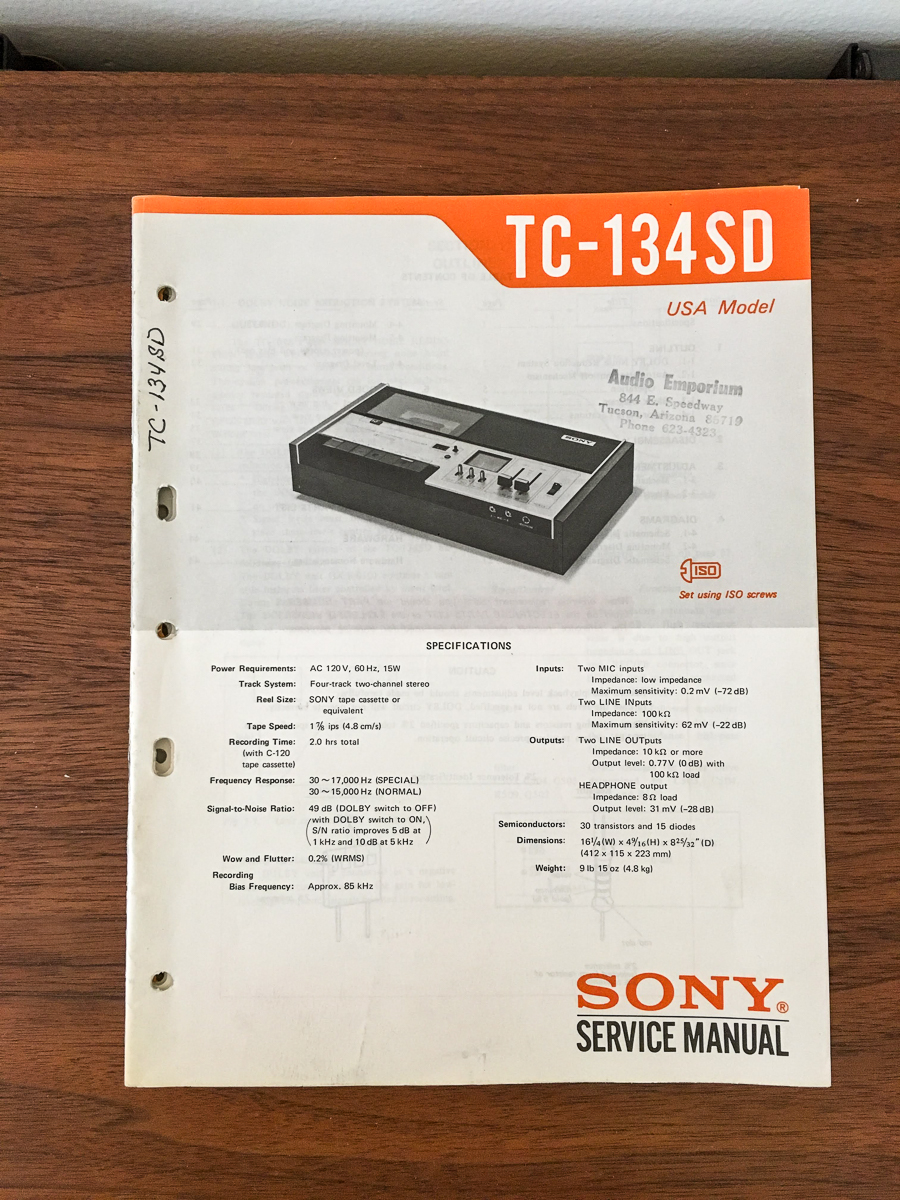 TC-134SD
USA Model
TC-134SD
Audio Emporium
844 E. Speedway
Tucson, Arizona 85719
Phone 623-4323
SONY
ISO
Set using ISO screws
SPECIFICATIONS
Power Requirements: AC 120 V, 60 Hz, 15W
Track System: Four-track two-channel stereo
Reel Size: SONY tape cassette or
equivalent
Tape Speed: 1 7/8 ips (4.8 cm/s)
Recording Time: 2.0 hrs total
(with C-120
tape cassette)
Frequency Response: 30 ~ 17,000 Hz (SPECIAL)
30 ~ 15,000 Hz (NORMAL)
Signal-to-Noise Ratio: 49 dB (DOLBY switch to OFF)
(with DOLBY switch to ON,
S/N ratio improves 5 dB at
1 kHz and 10 dB at 5 kHz)
Wow and Flutter: 0.2% (WRMS)
Recording
Bias Frequency: Approx. 85 kHz
Inputs: Two MIC inputs
Impedance: low impedance
Maximum sensitivity: 0.2 mV (−72 dB)
Two LINE INputs
Impedance: 100 kΩ
Maximum sensitivity: 62 mV (−22 dB)
Outputs: Two LINE OUTputs
Impedance: 10 kΩ or more
Output level: 0.77V (0 dB) with
100 kΩ load
HEADPHONE output
Impedance: 8 Ω load
Output level: 31 mV (−28 dB)
Semiconductors: 30 transistors and 15 diodes
Dimensions: 16 1/4 (W) x 4 9/16 (H) x 8 25/32" (D)
(412 x 115 x 223 mm)
Weight: 9 lb 15 oz (4.8 kg)
SONY®
SERVICE MANUAL